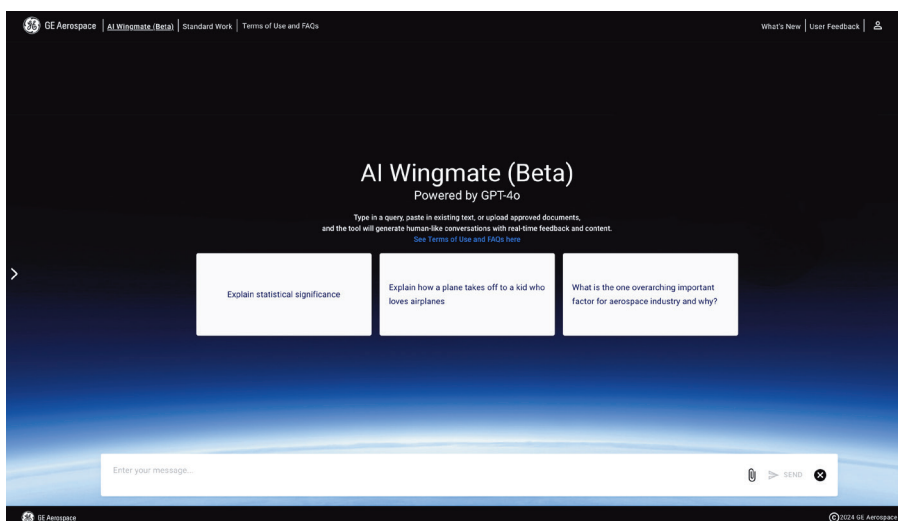 GE Aerospace | AI Wingmate (Beta) | Standard Work | Terms of Use and FAQs
What's New | User Feedback |
AI Wingmate (Beta)
Powered by GPT-4o
Type in a query, paste in existing text, or upload approved documents,
and the tool will generate human-like conversations with real-time feedback and content.
See Terms of Use and FAQs here
Explain statistical significance
Explain how a plane takes off to a kid who
loves airplanes
What is the one overarching important
factor for aerospace industry and why?
Enter your message...
SEND
GE Aerospace
©2024 GE Aerospace